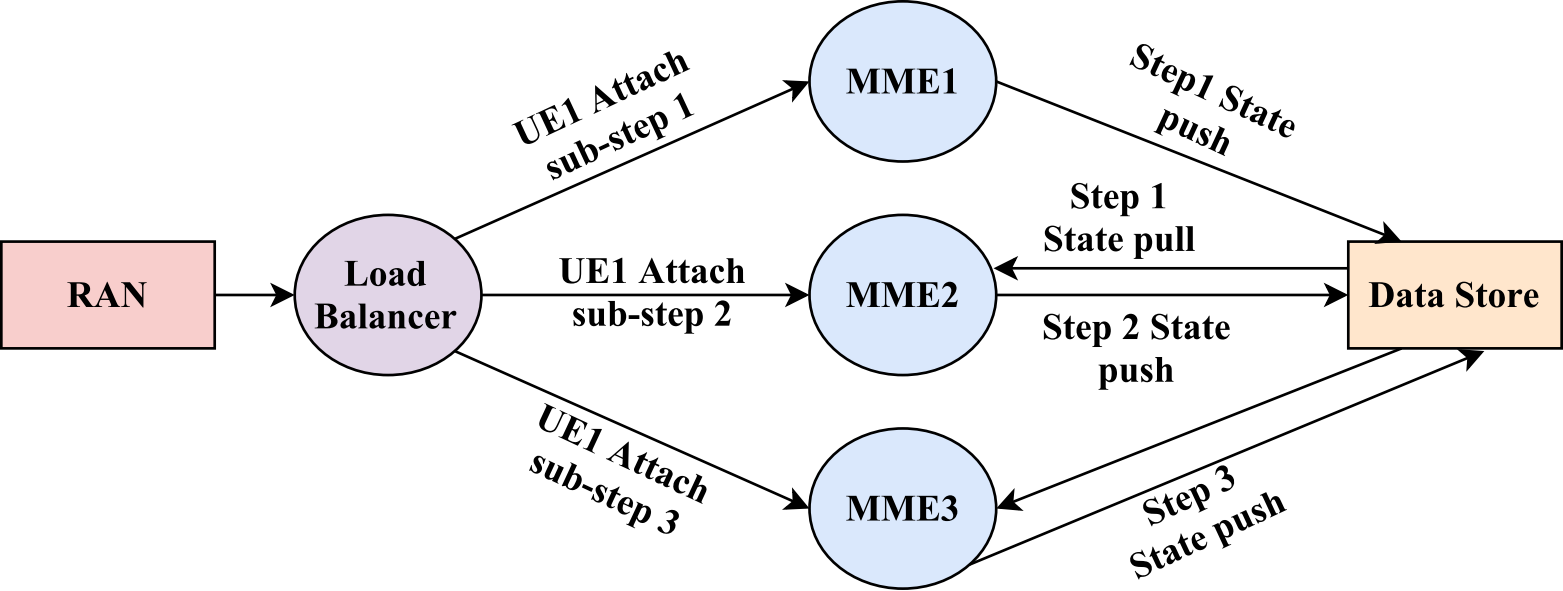 RAN
Load
Balancer
UE1 Attach
sub-step 1
UE1 Attach
sub-step 2
UE1 Attach
sub-step 3
MME1
MME2
MME3
Step1 State
push
Step 1
State pull
Step 2 State
push
Step 3
State push
Data Store